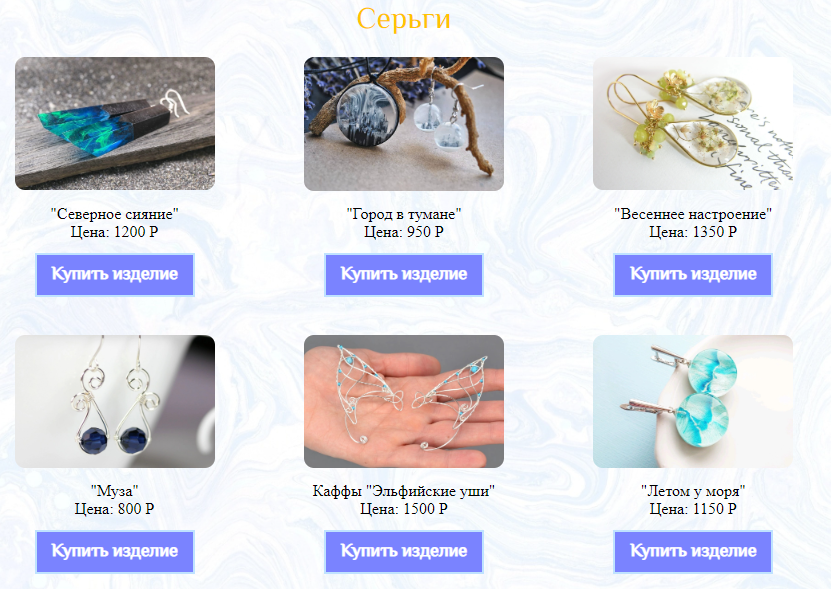 Серьги
"Северное сияние"
Цена: 1200 Р
Купить изделие
"Город в тумане"
Цена: 950 Р
Купить изделие
"Весеннее настроение"
Цена: 1350 Р
Купить изделие
"Муза"
Цена: 800 Р
Купить изделие
Каффы "Эльфийские уши"
Цена: 1500 Р
Купить изделие
"Летом у моря"
Цена: 1150 Р
Купить изделие